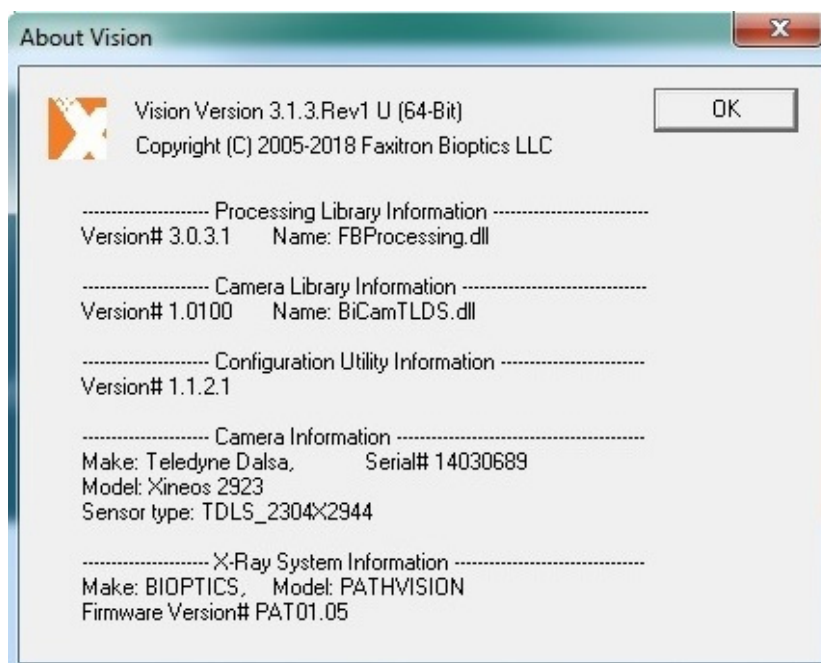 About Vision
Vision Version 3.1.3.Rev1 U (64-Bit)
OK
Copyright (C) 2005-2018 Faxitron Bioptics LLC
--------------------- Processing Library Information --------------------------
Version# 3.0.3.1 Name: FBProcessing.dll
--------------------- Camera Library Information -------------------------------
Version# 1.0100 Name: BiCamTLDS.dll
--------------------- Configuration Utility Information ------------------------
Version# 1.1.2.1
--------------------- Camera Information -----------------------------------------
Make: Teledyne Dalsa, Serial# 14030689
Model: Xineos 2923
Sensor type: TDLS_2304X2944
--------------------- X-Ray System Information --------------------------------
Make: BIOPTICS, Model: PATHVISION
Firmware Version# PAT01.05